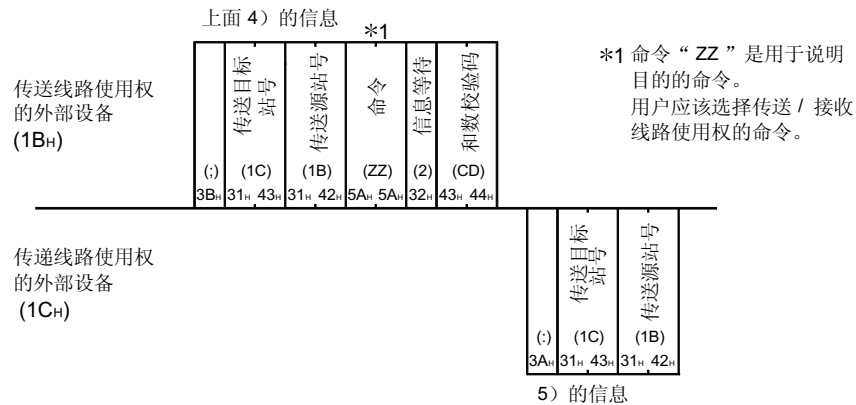 上面 4）的信息
*1
传送目标
站号
传送源站号
命令
信息等待
和数校验码
(;)
(1C)
(1B)
(ZZ)
(2)
(CD)
3BH
31H 43H
31H 42H
5AH 5AH
32H
43H 44H
传送线路使用权
的外部设备
(1BH)
*1 命令“ ZZ ”是用于说明
目的的命令。
用户应该选择传送 / 接收
线路使用权的命令。
传递线路使用权
的外部设备
(1CH)
传送目标
站号
传送源站号
(:)
(1C)
(1B)
3AH
31H 43H
31H 42H
5）的信息